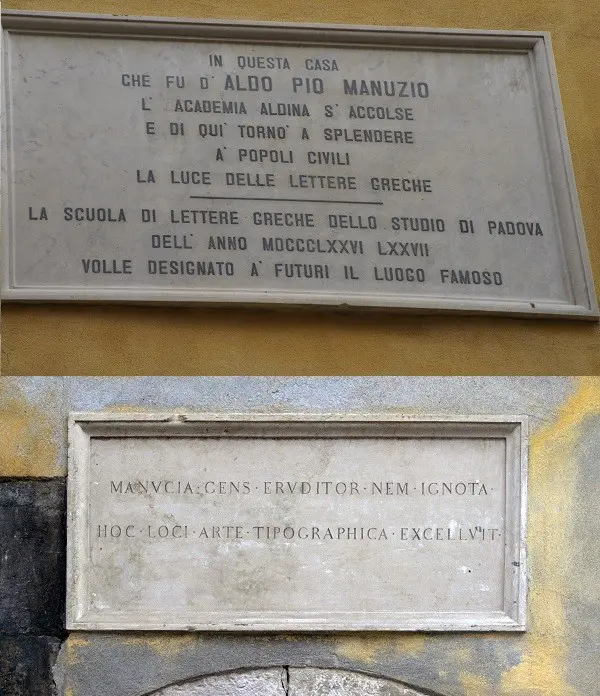 IN QUESTA CASA
CHE FU D' ALDO PIO MANUZIO
L' ACADEMIA ALDINA S' ACCOLSE
E DI QUI' TORNO' A SPLENDERE
A' POPOLI CIVILI
LA LUCE DELLE LETTERE GRECHE
LA SCUOLA DI LETTERE GRECHE DELLO STUDIO DI PADOVA
DELL' ANNO MDCCCLXXVI LXXVII
VOLLE DESIGNATO A' FUTURI IL LUOGO FAMOSO
MANVCIA·GENS·ERVDITOR·NEM·IGNOTA·
HOC·LOCI·ARTE·TIPOGRAPHICA·EXCELLVIT·